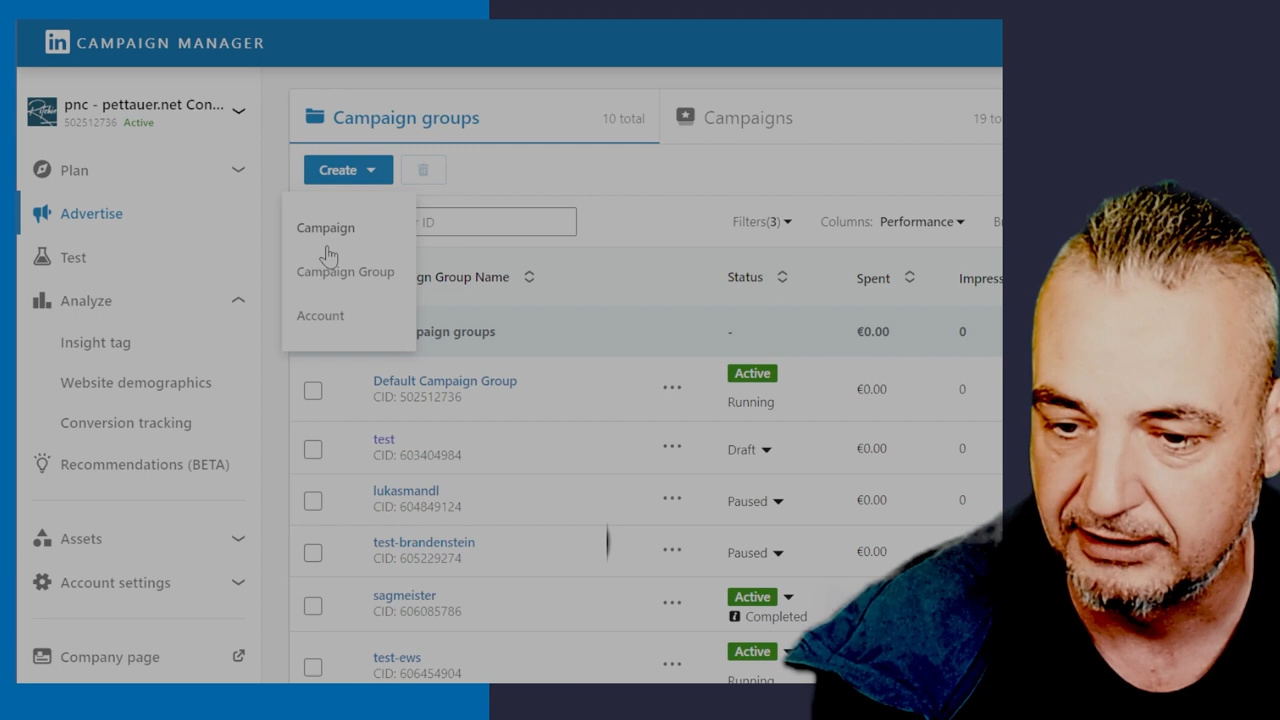 in CAMPAIGN MANAGER
pnc - pettauer.net Con...
502512736 Active
Plan
Advertise
Test
Analyze
Insight tag
Website demographics
Conversion tracking
Recommendations (BETA)
Assets
Account settings
Company page
Campaign groups 10 total
Campaigns 19 to
Create
Campaign
Campaign Group
Account
ID
Filters(3) Columns: Performance
gn Group Name Status Spent Impress
paign groups - €0.00 0
Default Campaign Group
CID: 502512736
Active
Running
€0.00 0
test
CID: 603404984
Draft €0.00 0
lukasmandl
CID: 604849124
Paused €0.00 0
test-brandenstein
CID: 605229274
Paused €0.00
sagmeister
CID: 606085786
Active
Completed
test-ews
CID: 606454904
Active
Running